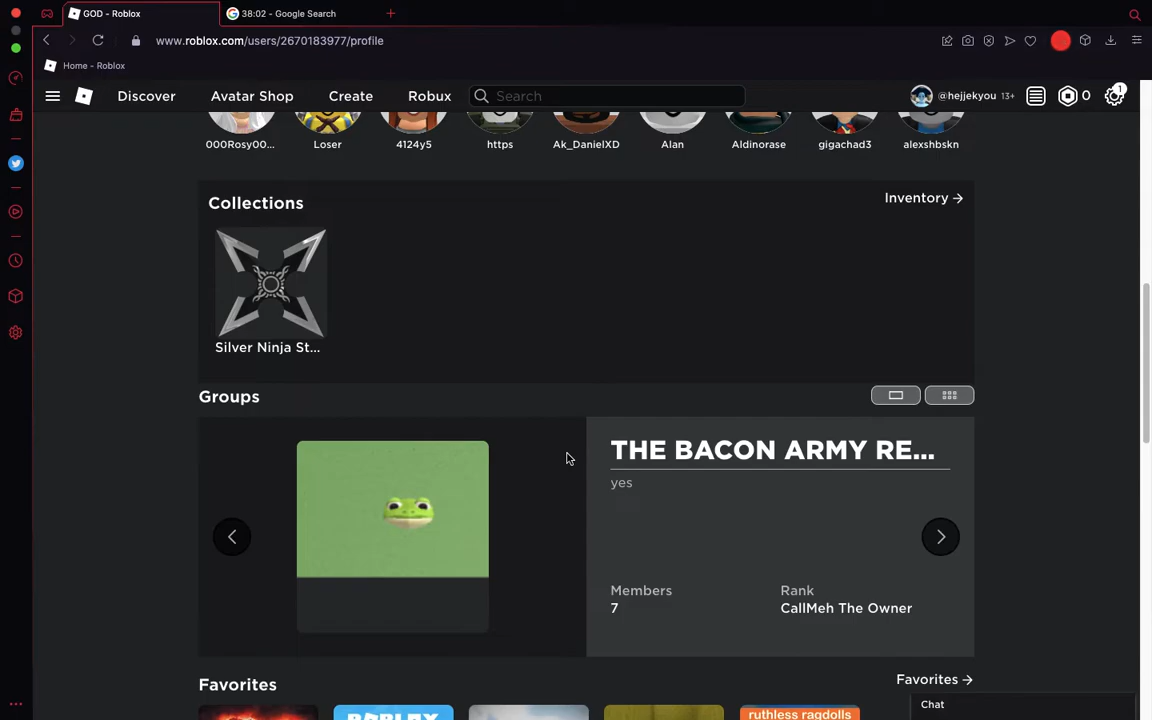 GOD - Roblox
38:02 - Google Search
www.roblox.com/users/2670183977/profile
Home - Roblox
Discover
Avatar Shop
Create
Robux
Search
@hejjekyou 13+
0
1
000Rosy00...
Loser
4124y5
https
Ak_DanielXD
Alan
Aldinorase
gigachad3
alexshbskn
Collections
Inventory
Silver Ninja St...
Groups
THE BACON ARMY RE...
yes
Members
Rank
7
CallMeh The Owner
Favorites
Favorites
ROBLOX
ruthless ragdolls
Chat